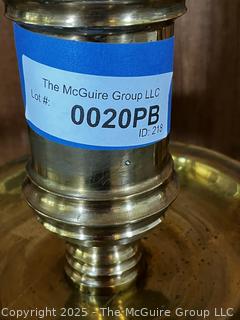 The McGuire Group LLC
Lot #:
0020PB
ID: 218
Copyright 2025 - The McGuire Group LLC